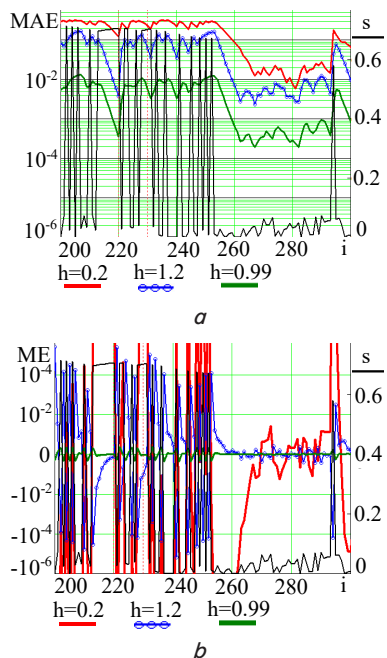 MAE s
10⁻² 0.6
0.4
10⁻⁴ 0.2
10⁻⁶ 0
200 220 240 260 280 i
h=0.2 h=1.2 h=0.99
a
ME s
10⁻⁴
0.6
10⁻²
0 0.4
-10⁻²
0.2
-10⁻⁴
-10⁻⁶ 0
200 220 240 260 280 i
h=0.2 h=1.2 h=0.99
b